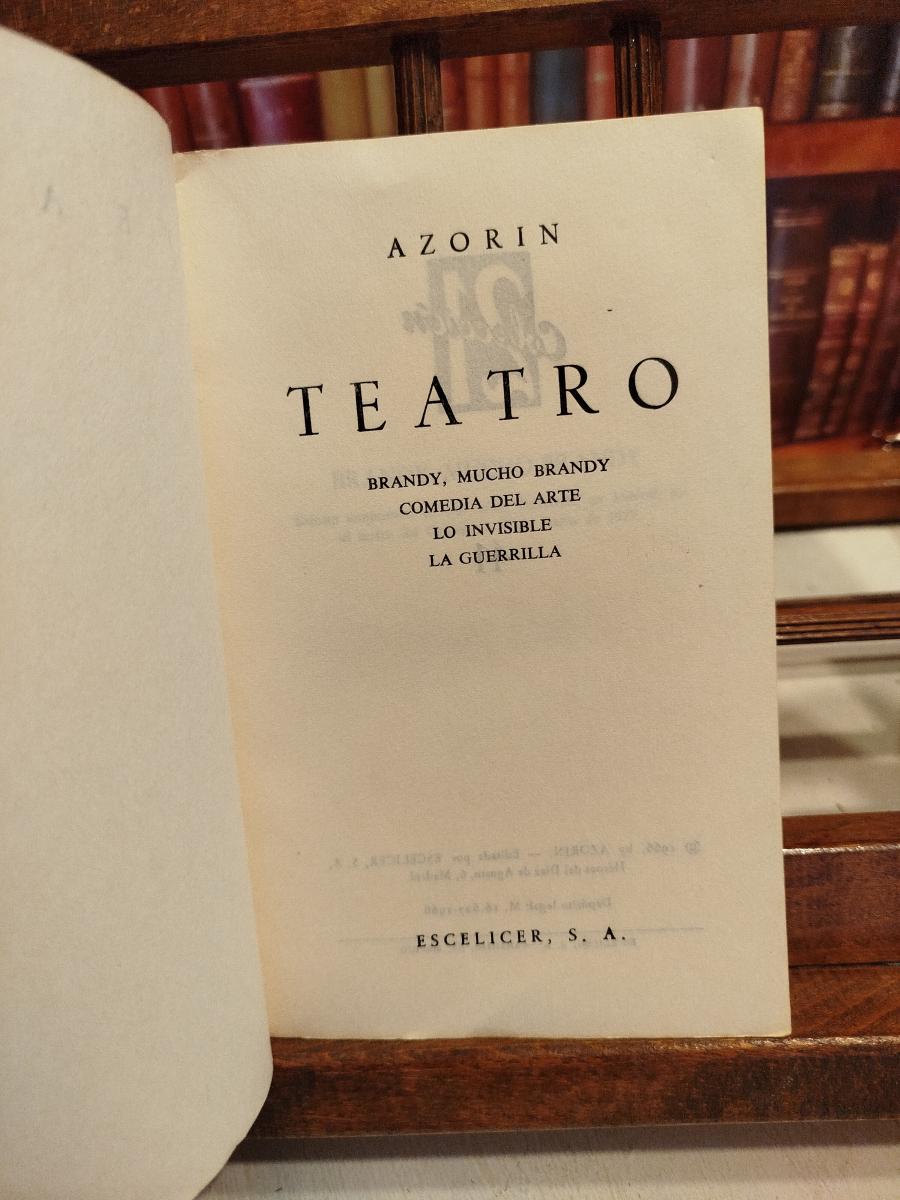 AZORIN
TEATRO
BRANDY, MUCHO BRANDY
COMEDIA DEL ARTE
LO INVISIBLE
LA GUERRILLA
ESCELICER, S. A.